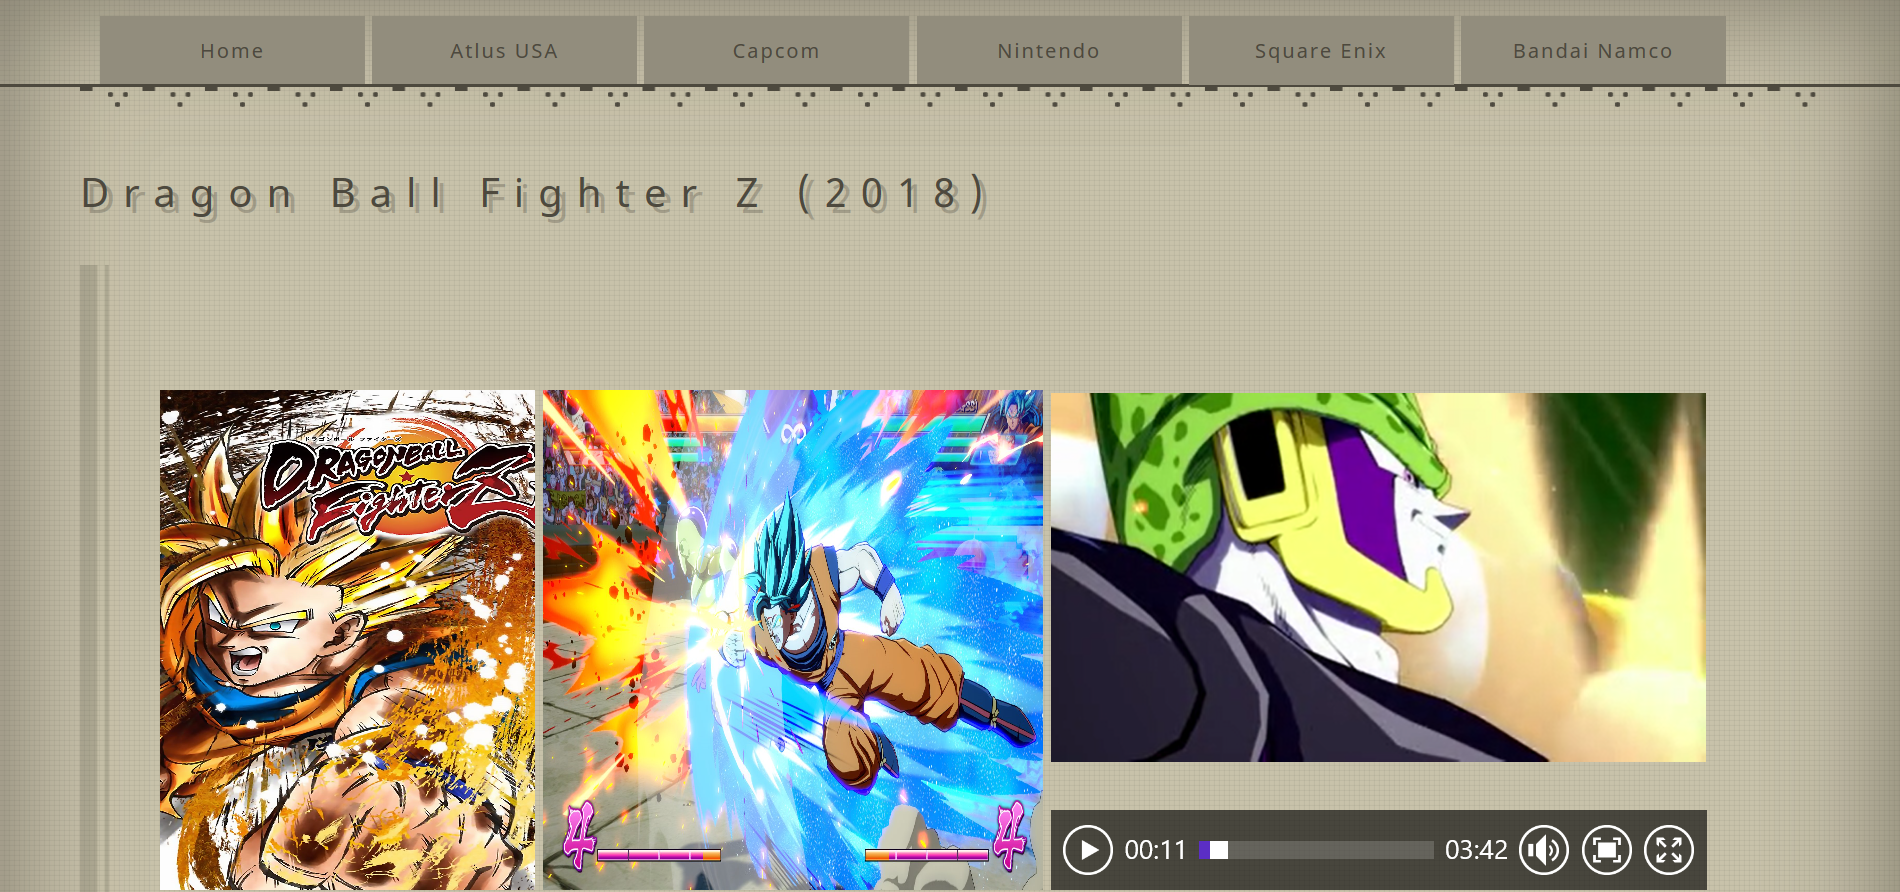 Home
Atlus USA
Capcom
Nintendo
Square Enix
Bandai Namco
Dragon Ball Fighter Z (2018)
DRAGONBALL
FighterZ
4
4
00:11
03:42